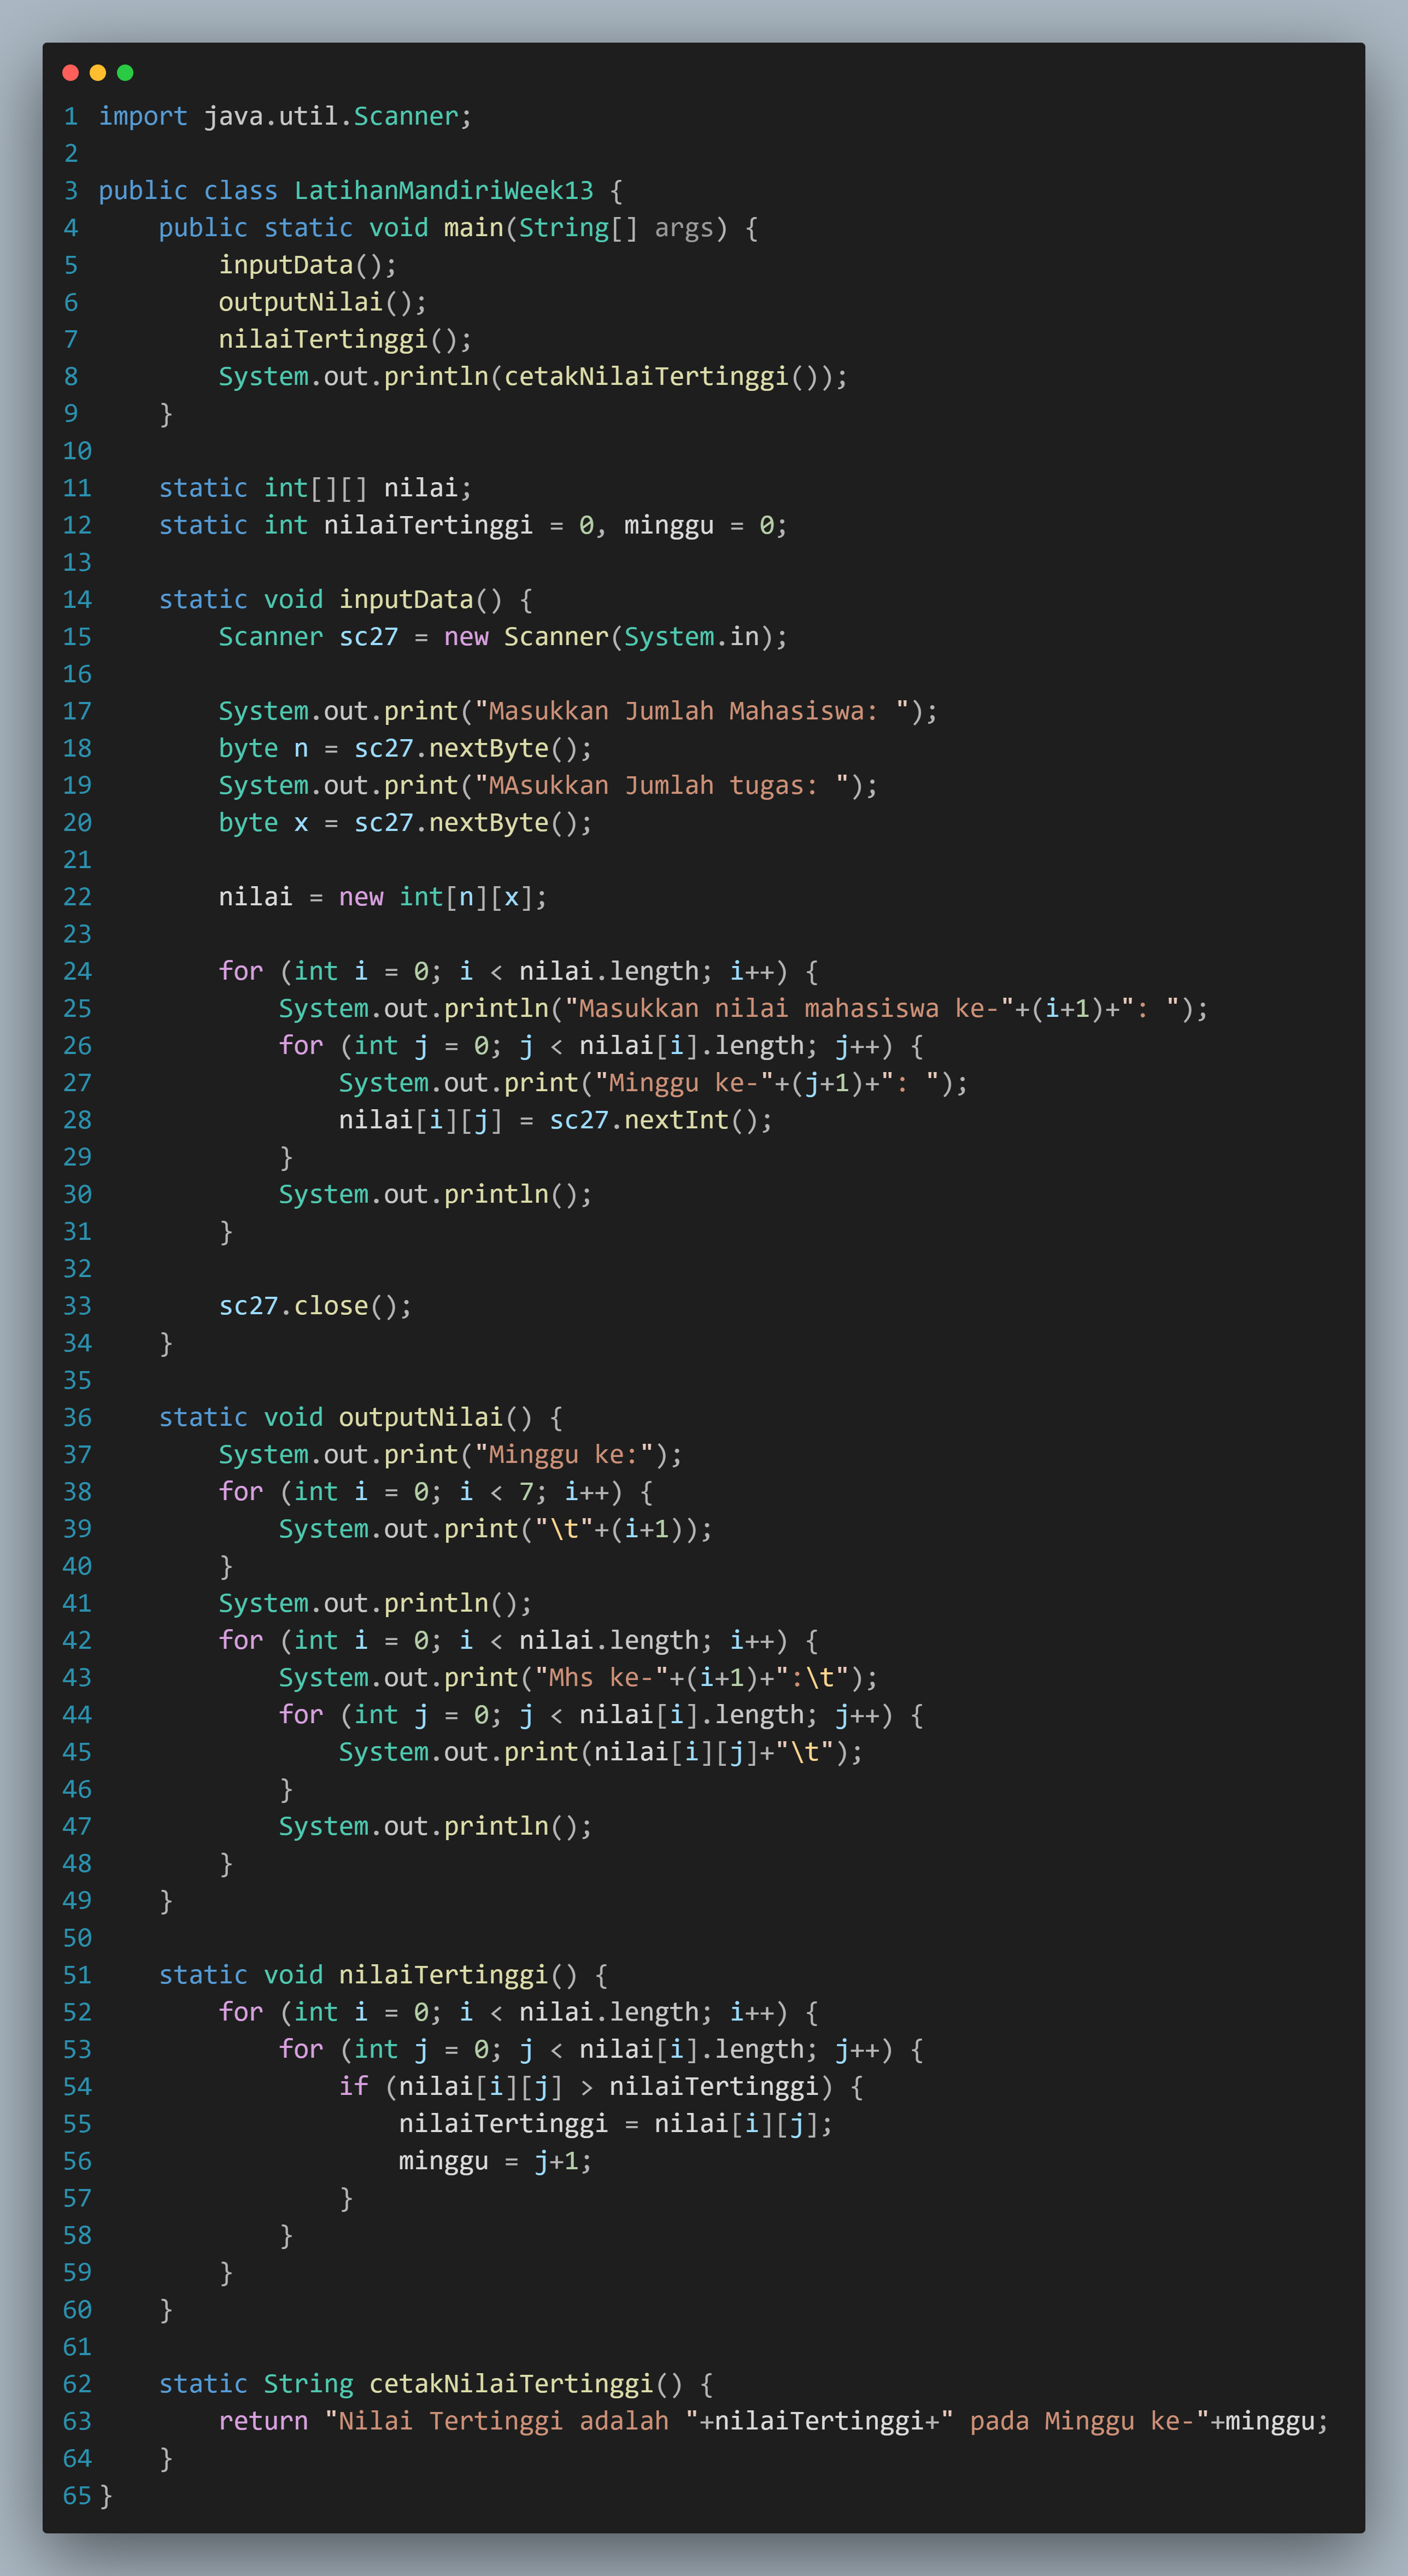 1 import java.util.Scanner;
2
3 public class LatihanMandiriWeek13 {
4     public static void main(String[] args) {
5         inputData();
6         outputNilai();
7         nilaiTertinggi();
8         System.out.println(cetakNilaiTertinggi());
9     }
10
11     static int[][] nilai;
12     static int nilaiTertinggi = 0, minggu = 0;
13
14     static void inputData() {
15         Scanner sc27 = new Scanner(System.in);
16
17         System.out.print("Masukkan Jumlah Mahasiswa: ");
18         byte n = sc27.nextByte();
19         System.out.print("MAsukkan Jumlah tugas: ");
20         byte x = sc27.nextByte();
21
22         nilai = new int[n][x];
23
24         for (int i = 0; i < nilai.length; i++) {
25             System.out.println("Masukkan nilai mahasiswa ke-"+(i+1)+": ");
26             for (int j = 0; j < nilai[i].length; j++) {
27                 System.out.print("Minggu ke-"+(j+1)+": ");
28                 nilai[i][j] = sc27.nextInt();
29             }
30             System.out.println();
31         }
32
33         sc27.close();
34     }
35
36     static void outputNilai() {
37         System.out.print("Minggu ke:");
38         for (int i = 0; i < 7; i++) {
39             System.out.print("\t"+(i+1));
40         }
41         System.out.println();
42         for (int i = 0; i < nilai.length; i++) {
43             System.out.print("Mhs ke-"+(i+1)+":\t");
44             for (int j = 0; j < nilai[i].length; j++) {
45                 System.out.print(nilai[i][j]+"\t");
46             }
47             System.out.println();
48         }
49     }
50
51     static void nilaiTertinggi() {
52         for (int i = 0; i < nilai.length; i++) {
53             for (int j = 0; j < nilai[i].length; j++) {
54                 if (nilai[i][j] > nilaiTertinggi) {
55                     nilaiTertinggi = nilai[i][j];
56                     minggu = j+1;
57                 }
58             }
59         }
60     }
61
62     static String cetakNilaiTertinggi() {
63         return "Nilai Tertinggi adalah "+nilaiTertinggi+" pada Minggu ke-"+minggu;
64     }
65 }